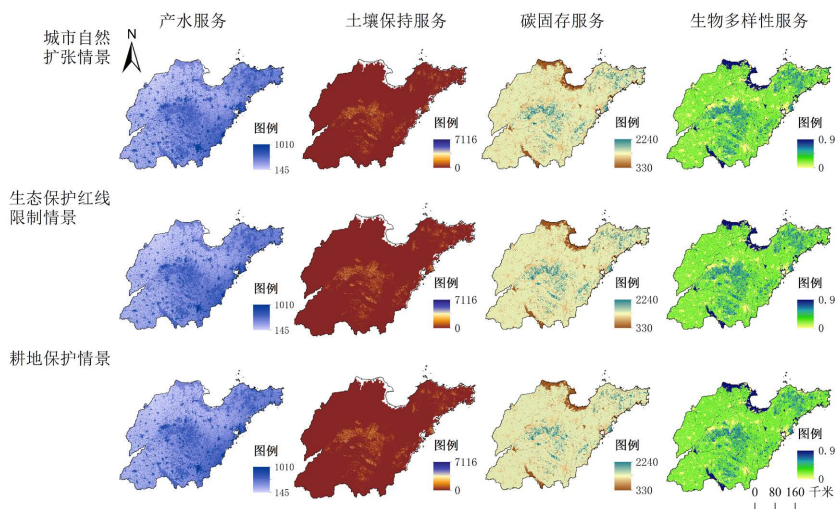 产水服务 土壤保持服务 碳固存服务 生物多样性服务
城市自然
扩张情景
N
图例 图例 图例 图例
1010 7116 2240 0.9
145 0 330 0
生态保护红线
限制情景
图例 图例 图例 图例
1010 7116 2240 0.9
145 0 330 0
耕地保护情景
图例 图例 图例 图例
1010 7116 2240 0.9
145 0 330 0
0 80 160 千米